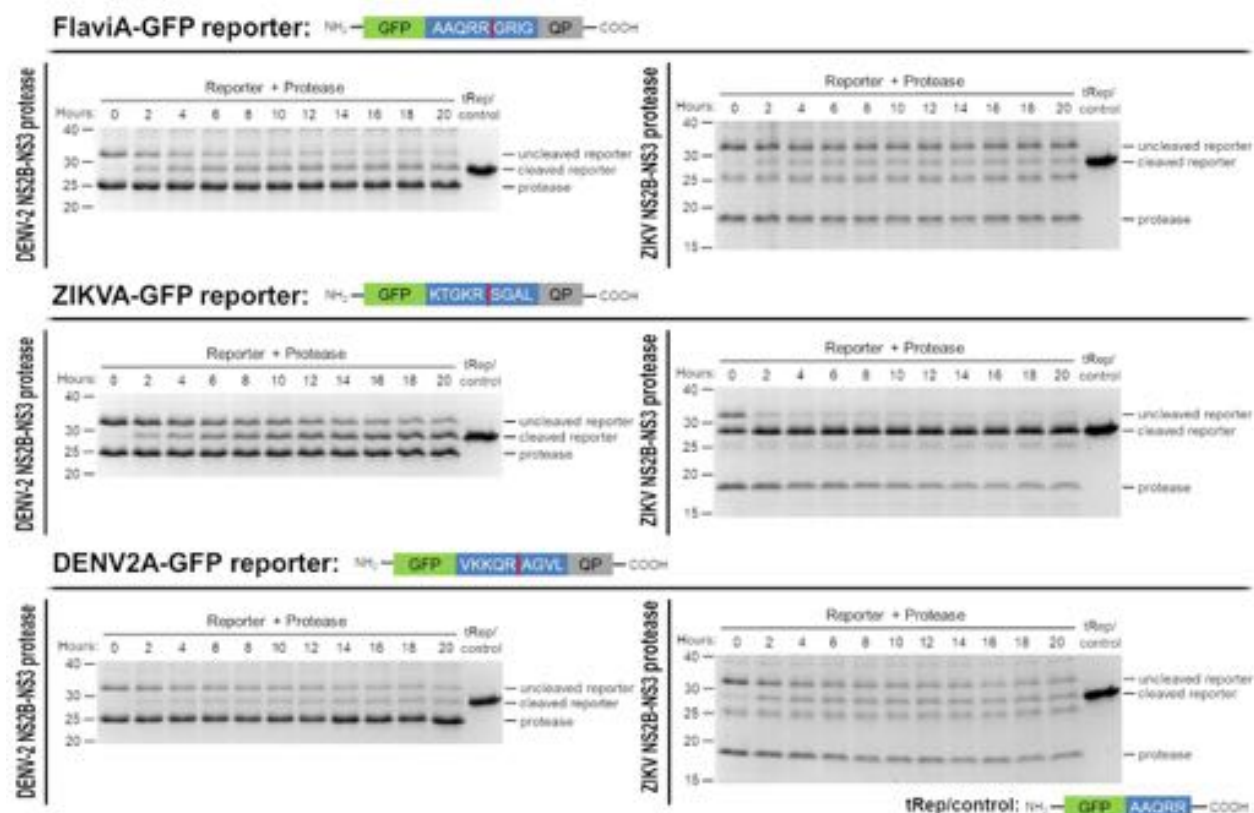 FlaviA-GFP reporter: NH₂ GFP AAQRR GRIG QP COOH
DENV-2 NS2B-NS3 protease
Reporter + Protease
Hours: 0 2 4 6 8 10 12 14 16 18 20 tRep/ control
40
30
25
20
uncleaved reporter
cleaved reporter
protease
ZIKV NS2B-NS3 protease
Reporter + Protease
Hours: 0 2 4 6 8 10 12 14 16 18 20 tRep/ control
40
30
25
20
15
uncleaved reporter
cleaved reporter
protease
ZIKVA-GFP reporter: NH₂ GFP KTGKR SGAL QP COOH
DENV-2 NS2B-NS3 protease
Reporter + Protease
Hours: 0 2 4 6 8 10 12 14 16 18 20 tRep/ control
40
30
25
20
uncleaved reporter
cleaved reporter
protease
ZIKV NS2B-NS3 protease
Reporter + Protease
Hours: 0 2 4 6 8 10 12 14 16 18 20 tRep/ control
40
30
25
20
15
uncleaved reporter
cleaved reporter
protease
DENV2A-GFP reporter: NH₂ GFP VKKQR AGVL QP COOH
DENV-2 NS2B-NS3 protease
Reporter + Protease
Hours: 0 2 4 6 8 10 12 14 16 18 20 tRep/ control
40
30
25
20
uncleaved reporter
cleaved reporter
protease
ZIKV NS2B-NS3 protease
Reporter + Protease
Hours: 0 2 4 6 8 10 12 14 16 18 20 tRep/ control
40
30
25
20
15
uncleaved reporter
cleaved reporter
protease
tRep/control: NH₂ GFP AAQRR COOH